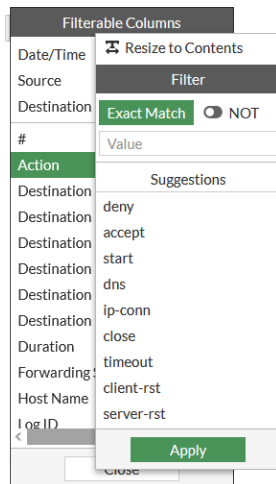 Filterable Columns
Date/Time
Source
Destination
#
Action
Destination
Destination
Destination
Destination
Destination
Destination
Duration
Forwarding
Host Name
Log ID
Close
Resize to Contents
Filter
Exact Match NOT
Value
Suggestions
deny
accept
start
dns
ip-conn
close
timeout
client-rst
server-rst
Apply